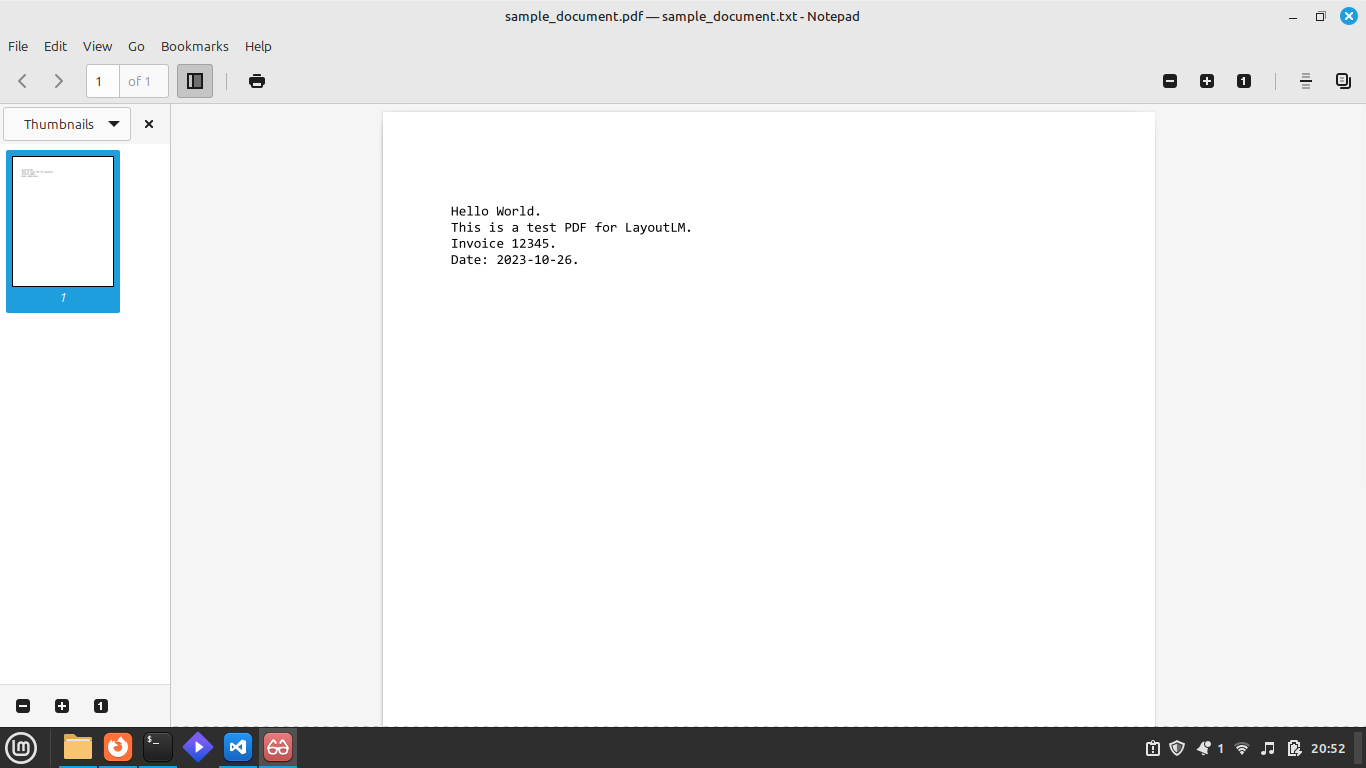 sample_document.pdf — sample_document.txt - Notepad
File Edit View Go Bookmarks Help
1 of 1
1
Thumbnails
Hello World.
This is a test PDF for LayoutLM.
Invoice 12345.
Date: 2023-10-26.
1
1
1 20:52